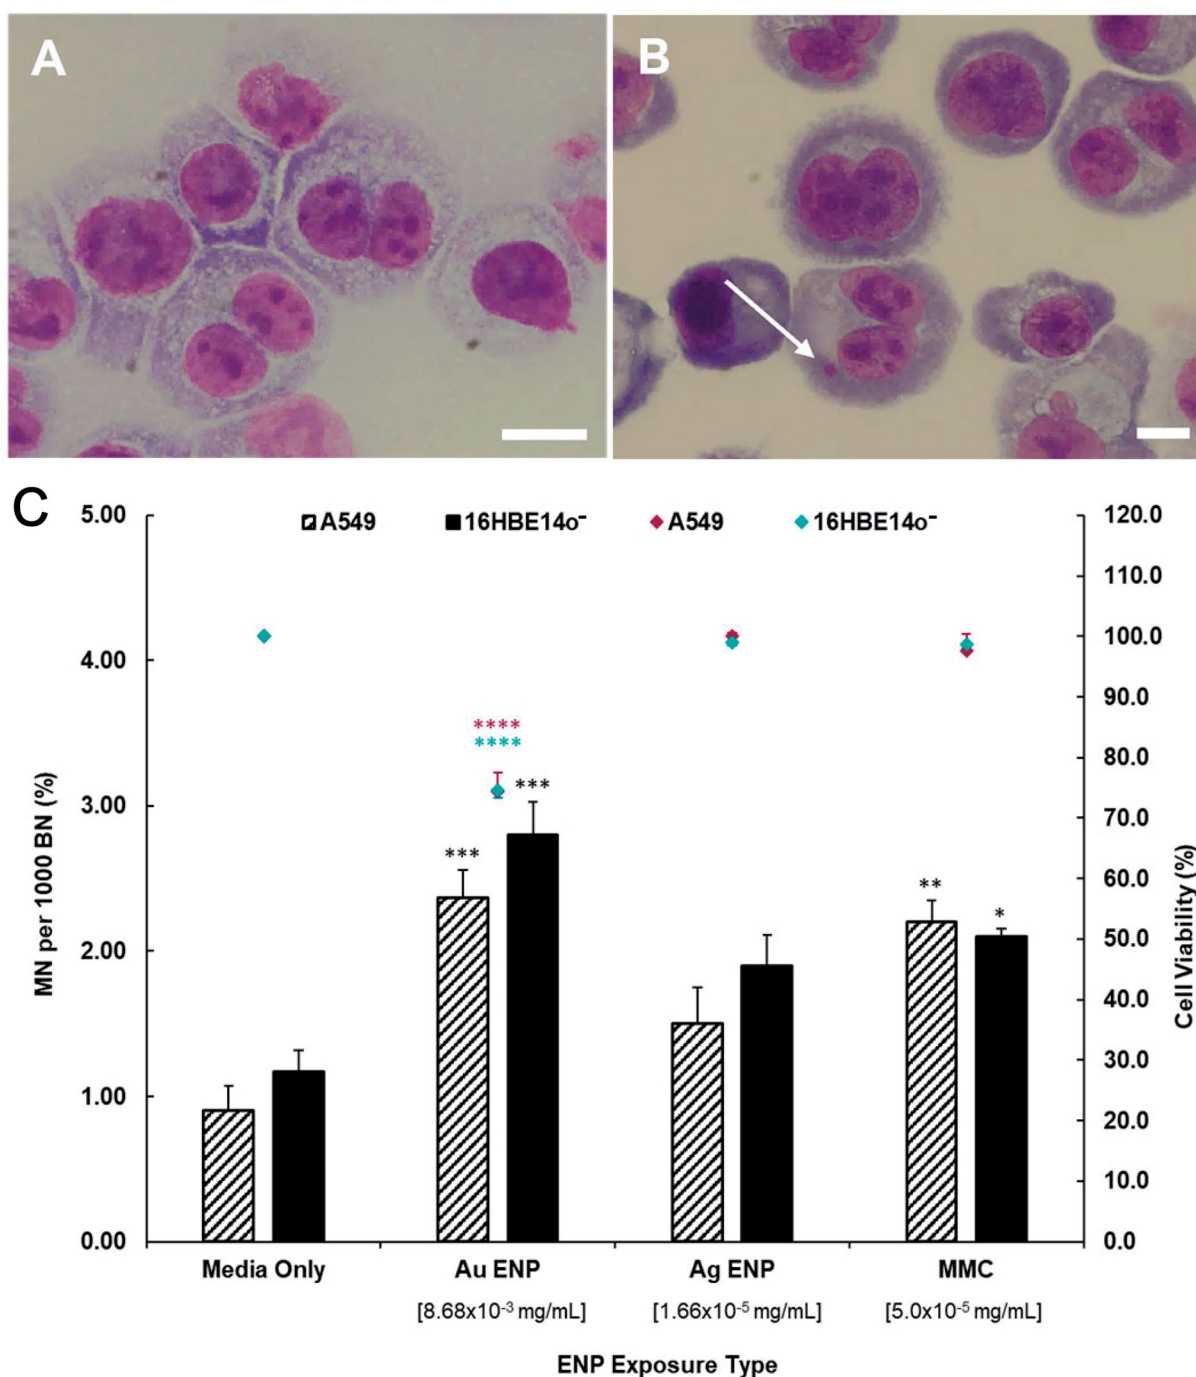 A
B
C
A549 16HBE14o⁻ A549 16HBE14o⁻
MN per 1000 BN (%)
5.00
4.00
3.00
2.00
1.00
0.00
****
****
***
***
**
*
120.0
110.0
100.0
90.0
80.0
70.0
60.0
50.0
40.0
30.0
20.0
10.0
0.0
Cell Viability (%)
Media Only Au ENP Ag ENP MMC
[8.68x10⁻³ mg/mL] [1.66x10⁻⁵ mg/mL] [5.0x10⁻⁵ mg/mL]
ENP Exposure Type